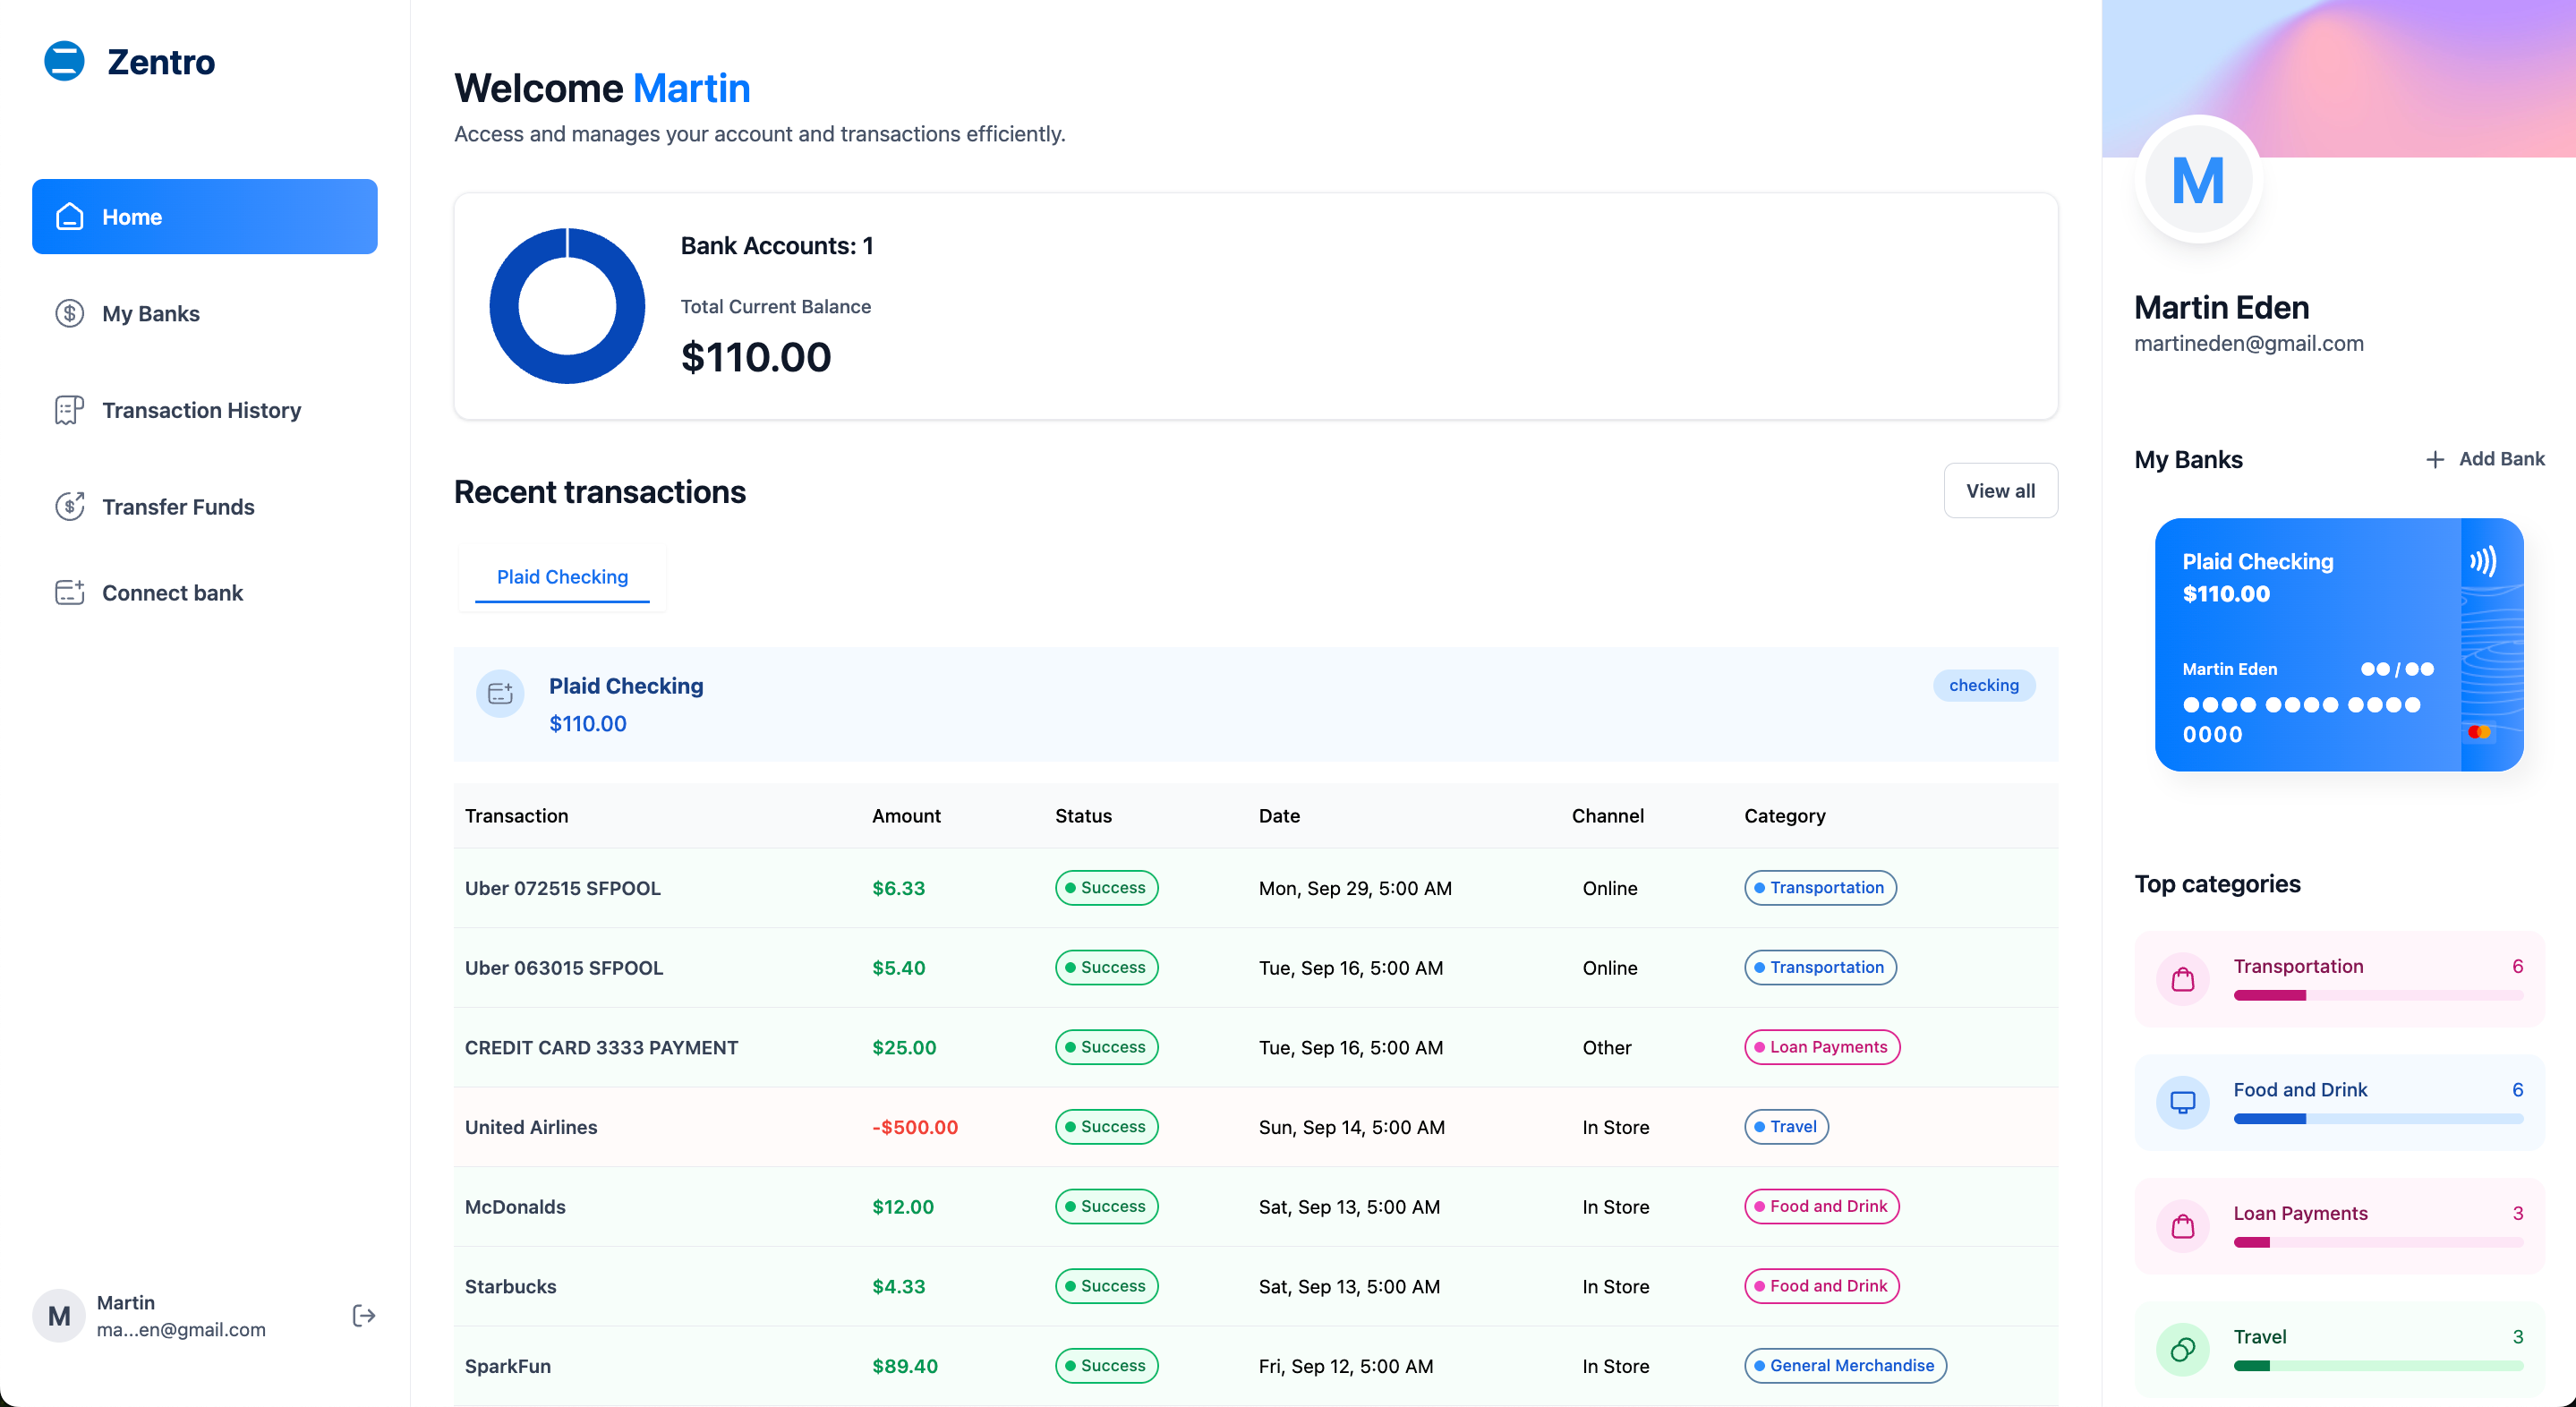 Zentro
Home
My Banks
Transaction History
Transfer Funds
Connect bank
M
Martin
ma...en@gmail.com
Welcome Martin
Access and manages your account and transactions efficiently.
Bank Accounts: 1
Total Current Balance
$110.00
Recent transactions
View all
Plaid Checking
Plaid Checking
$110.00
checking
Transaction Amount Status Date Channel Category
Uber 072515 SFPOOL $6.33 Success Mon, Sep 29, 5:00 AM Online Transportation
Uber 063015 SFPOOL $5.40 Success Tue, Sep 16, 5:00 AM Online Transportation
CREDIT CARD 3333 PAYMENT $25.00 Success Tue, Sep 16, 5:00 AM Other Loan Payments
United Airlines -$500.00 Success Sun, Sep 14, 5:00 AM In Store Travel
McDonalds $12.00 Success Sat, Sep 13, 5:00 AM In Store Food and Drink
Starbucks $4.33 Success Sat, Sep 13, 5:00 AM In Store Food and Drink
SparkFun $89.40 Success Fri, Sep 12, 5:00 AM In Store General Merchandise
M
Martin Eden
martineden@gmail.com
My Banks
+ Add Bank
Plaid Checking
$110.00
Martin Eden ●●/●●
●●●● ●●●● ●●●●
0000
Top categories
Transportation 6
Food and Drink 6
Loan Payments 3
Travel 3